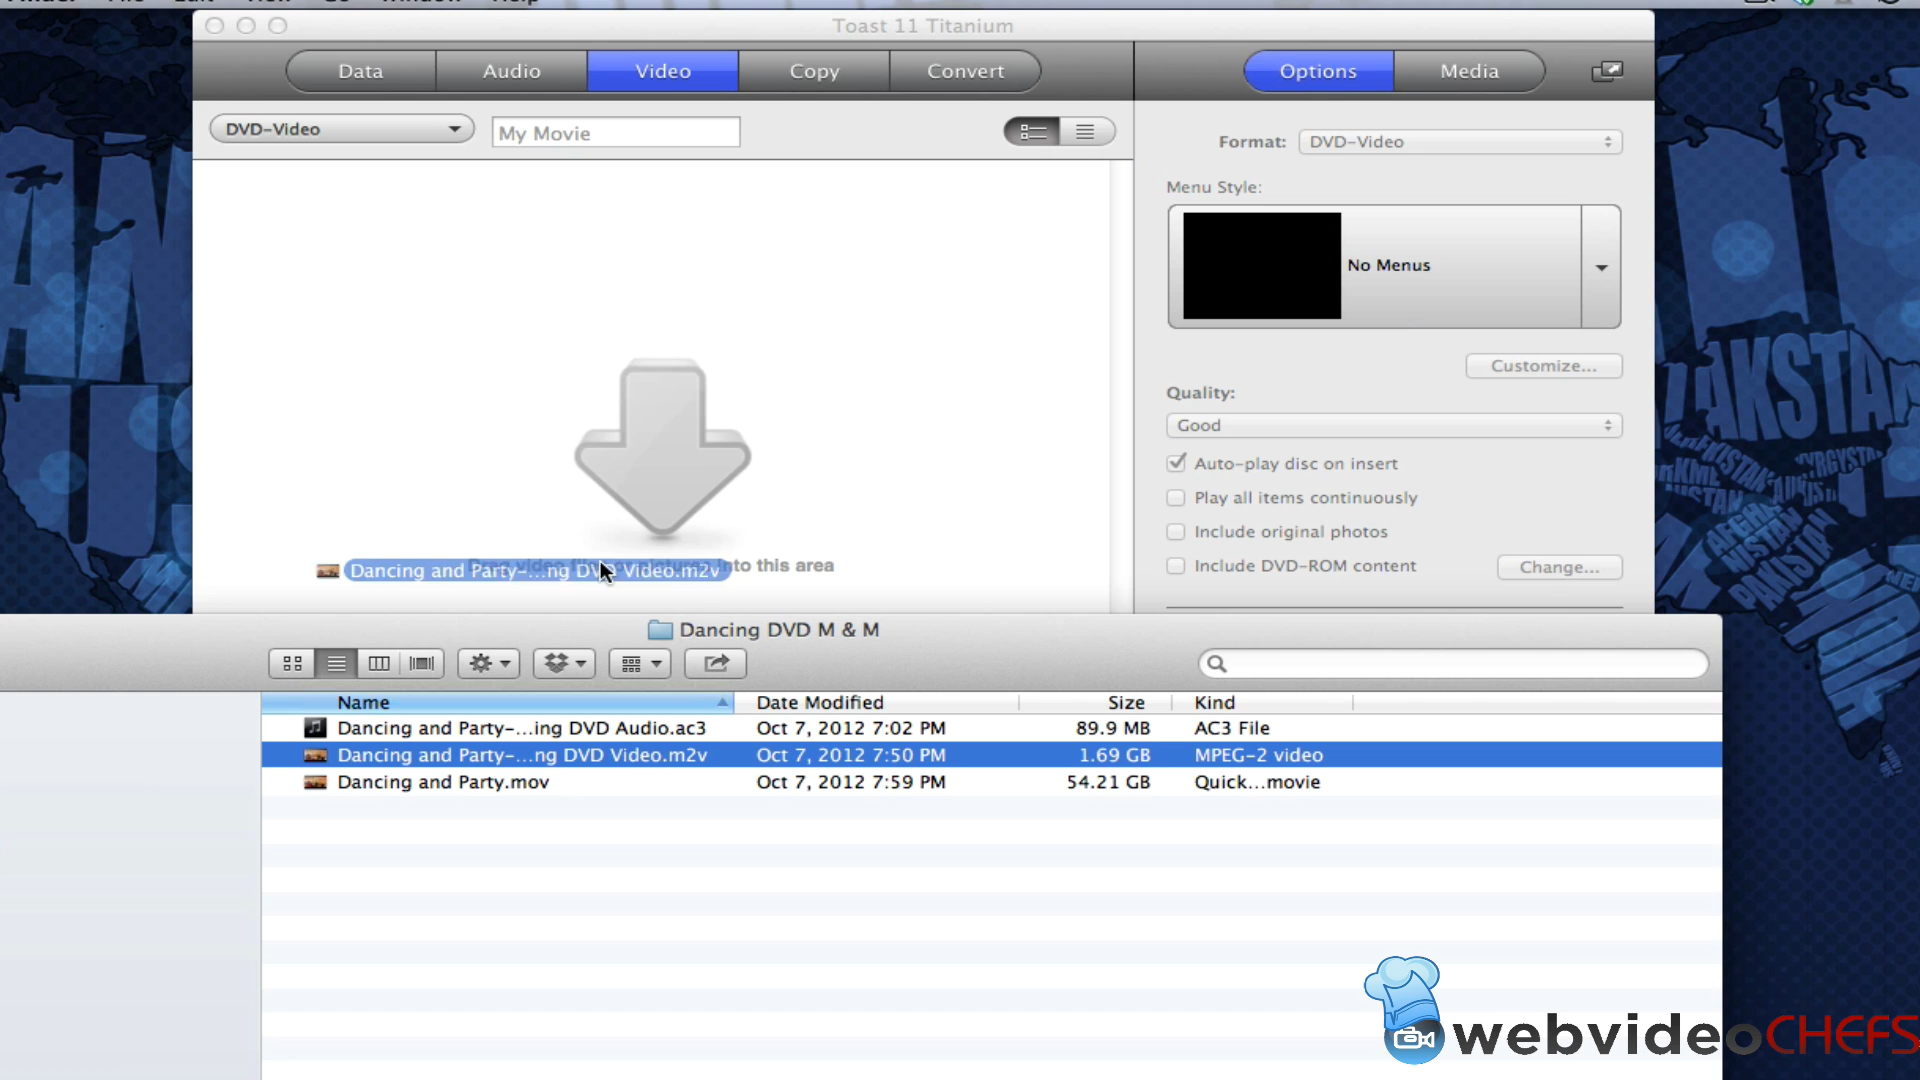 Toast 11 Titanium
Data Audio Video Copy Convert Options Media
DVD-Video My Movie
Format: DVD-Video
Menu Style:
No Menus
Customize...
Quality:
Good
Auto-play disc on insert
Play all items continuously
Include original photos
Include DVD-ROM content Change...
Dancing and Party-...ng DVD Video.m2v into this area
Dancing DVD M & M
Name Date Modified Size Kind
Dancing and Party-...ing DVD Audio.ac3 Oct 7, 2012 7:02 PM 89.9 MB AC3 File
Dancing and Party-...ng DVD Video.m2v Oct 7, 2012 7:50 PM 1.69 GB MPEG-2 video
Dancing and Party.mov Oct 7, 2012 7:59 PM 54.21 GB Quick...movie
webvideoCHEFS
AKSTA
PAKISTAN